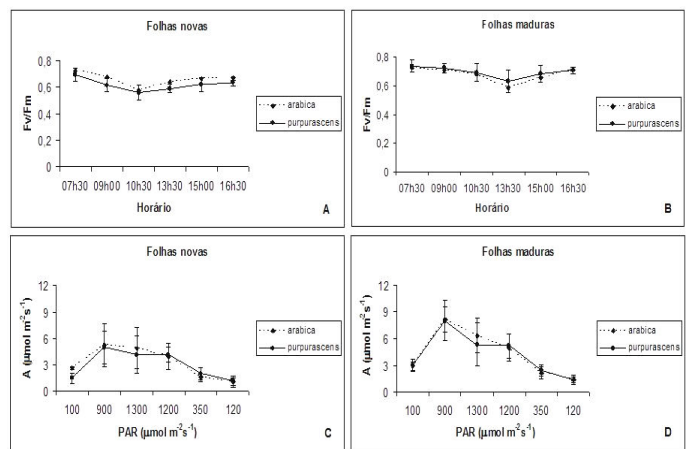 Folhas novas
0,8
0,6
0,4
0,2
0
Fv/Fm
07h30 09h00 10h30 13h30 15h00 16h30
Horário
arabica
purpurascens
A
Folhas maduras
0,8
0,6
0,4
0,2
0
Fv/Fm
07h30 09h00 10h30 13h30 15h00 16h30
Horário
arabica
purpurascens
B
Folhas novas
12
9
6
3
0
A (µmol m⁻²s⁻¹)
100 900 1300 1200 350 120
PAR (µmol m⁻²s⁻¹)
arabica
purpurascens
C
Folhas maduras
12
9
6
3
0
A (µmol m⁻²s⁻¹)
100 900 1300 1200 350 120
PAR (µmol m⁻²s⁻¹)
arabica
purpurascens
D